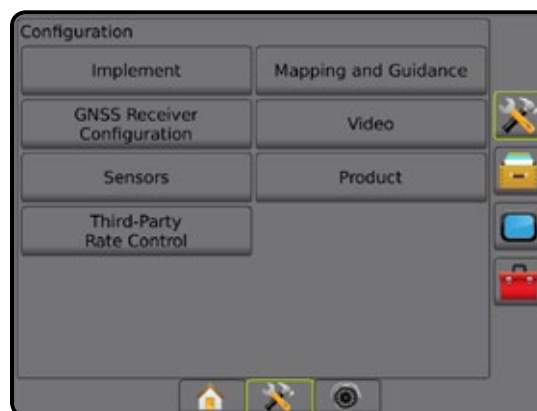 Configuration
Implement
Mapping and Guidance
GNSS Receiver
Configuration
Video
Sensors
Product
Third-Party
Rate Control